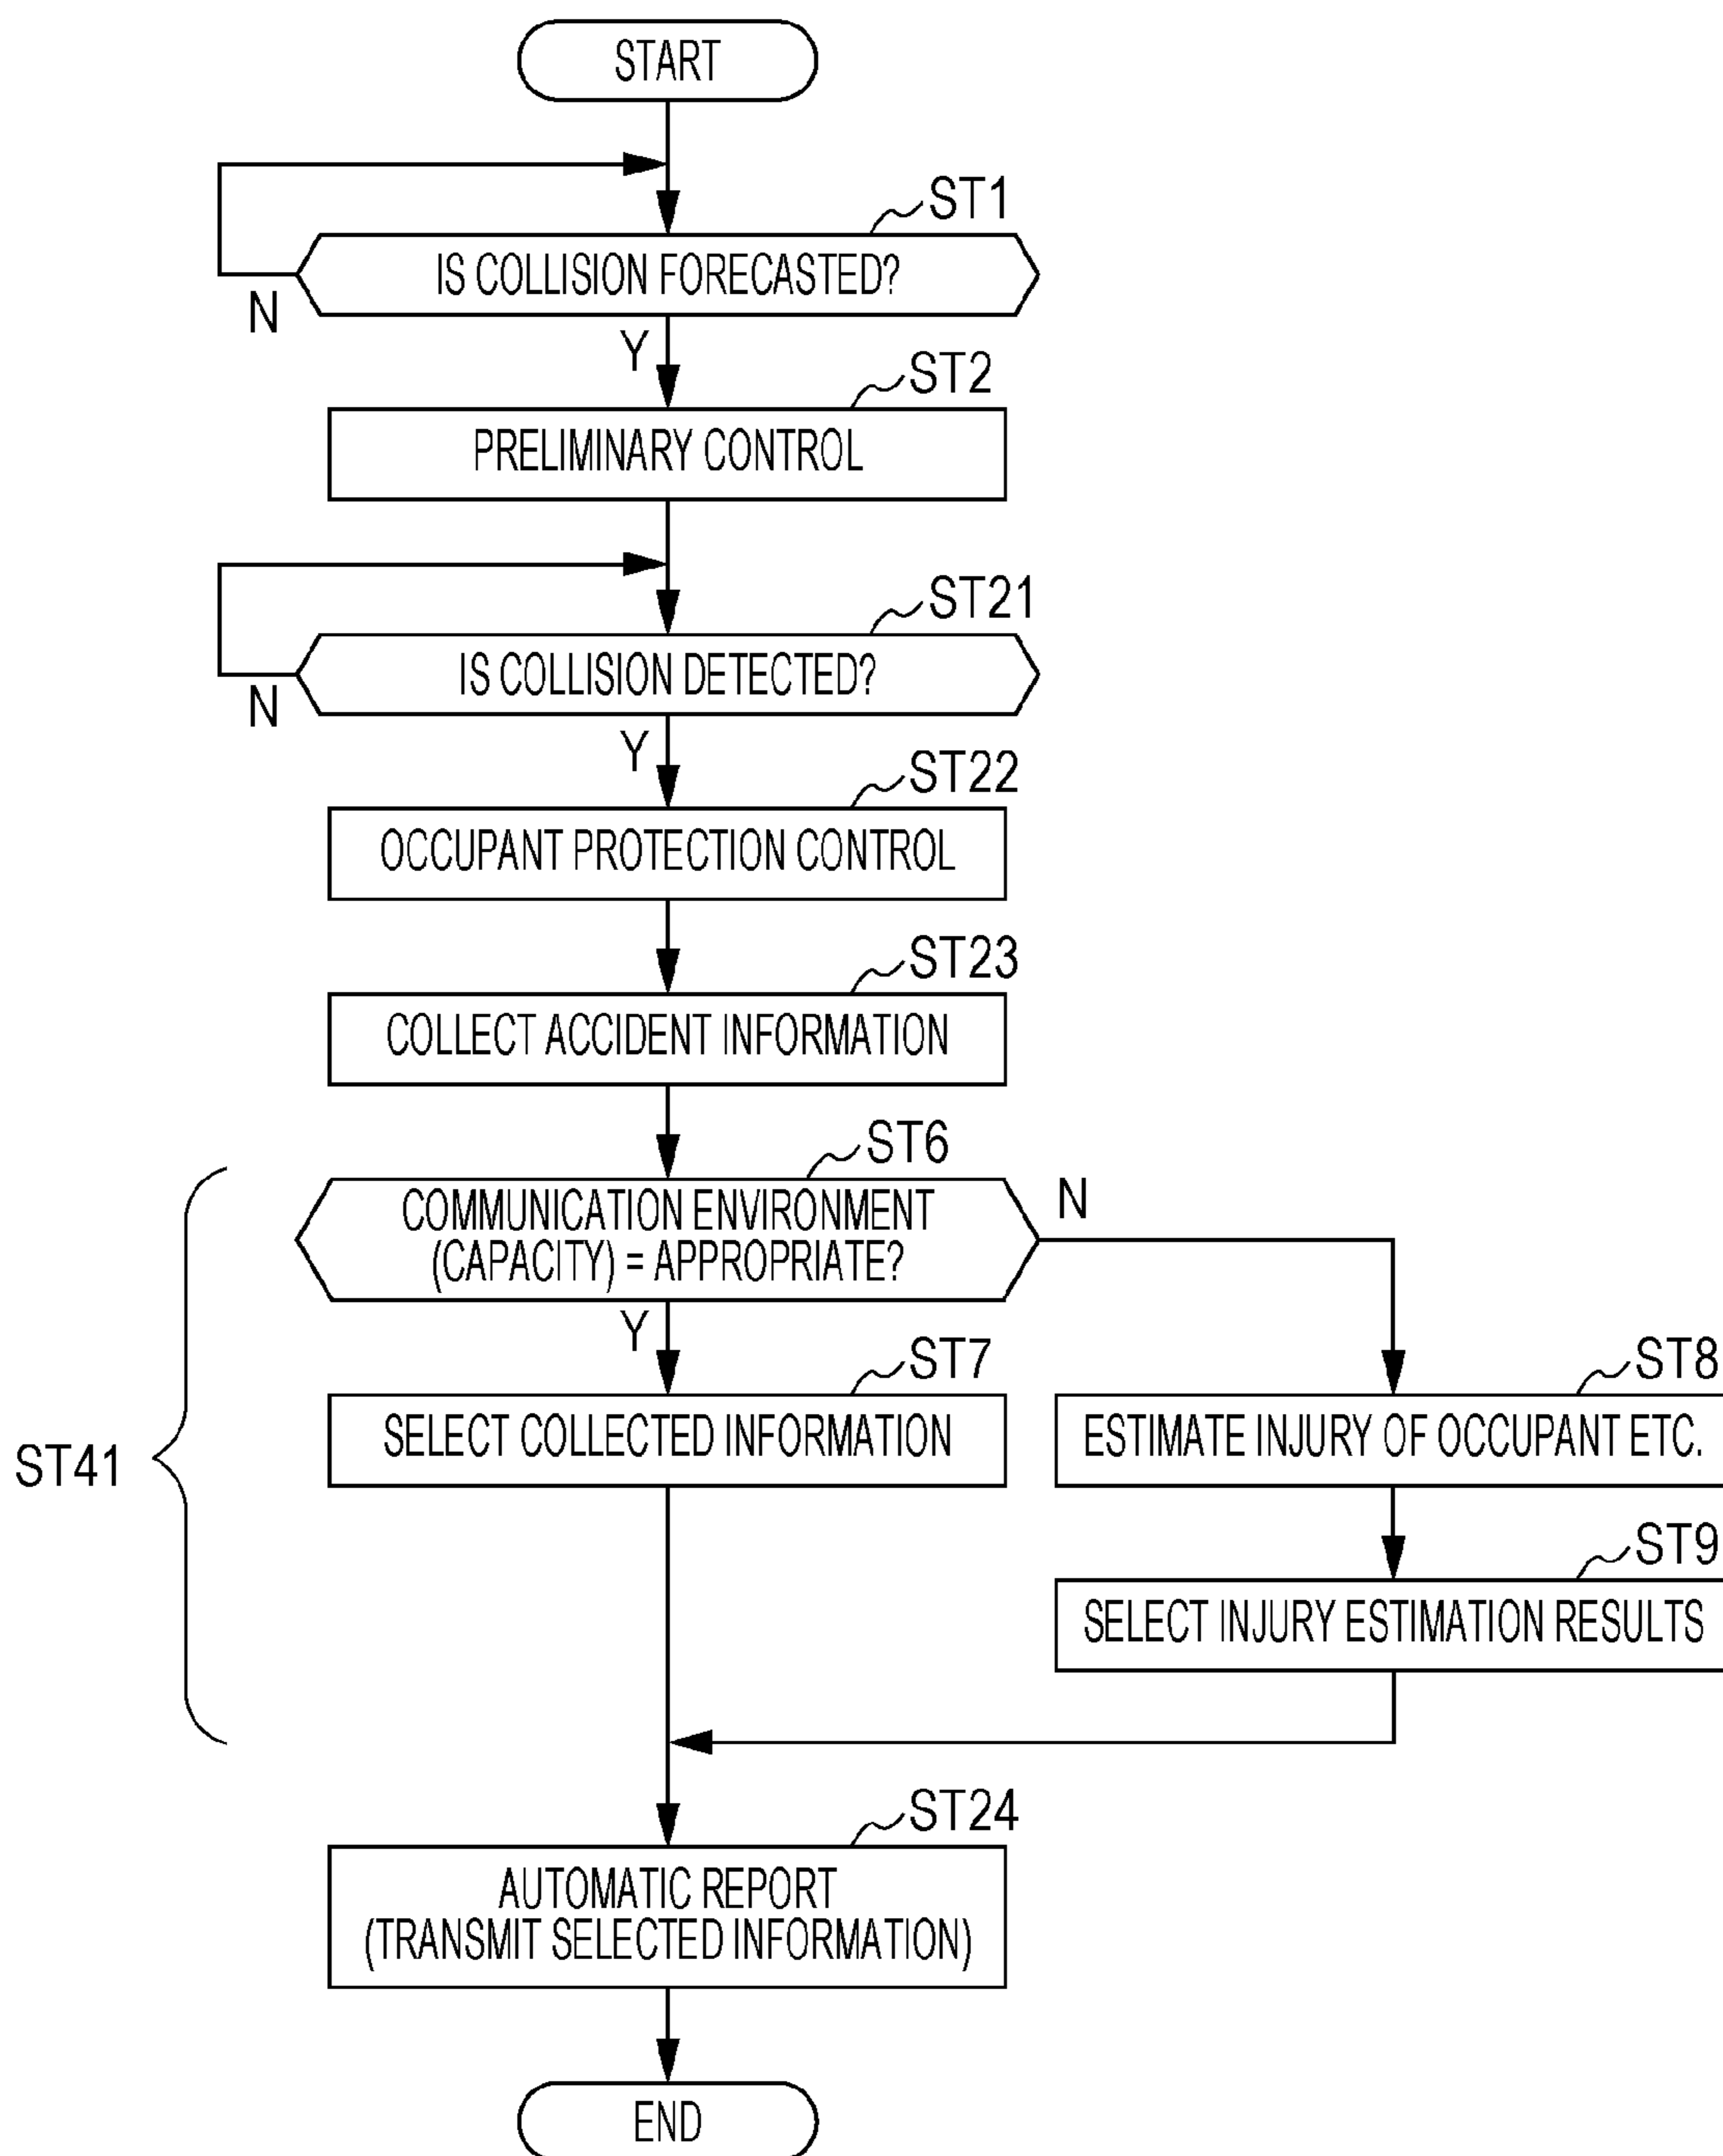 START
ST1
IS COLLISION FORECASTED?
N
Y
ST2
PRELIMINARY CONTROL
ST21
IS COLLISION DETECTED?
N
Y
ST22
OCCUPANT PROTECTION CONTROL
ST23
COLLECT ACCIDENT INFORMATION
ST6
COMMUNICATION ENVIRONMENT
(CAPACITY) = APPROPRIATE?
N
Y
ST7
SELECT COLLECTED INFORMATION
ST8
ESTIMATE INJURY OF OCCUPANT ETC.
ST41
ST9
SELECT INJURY ESTIMATION RESULTS
ST24
AUTOMATIC REPORT
(TRANSMIT SELECTED INFORMATION)
END